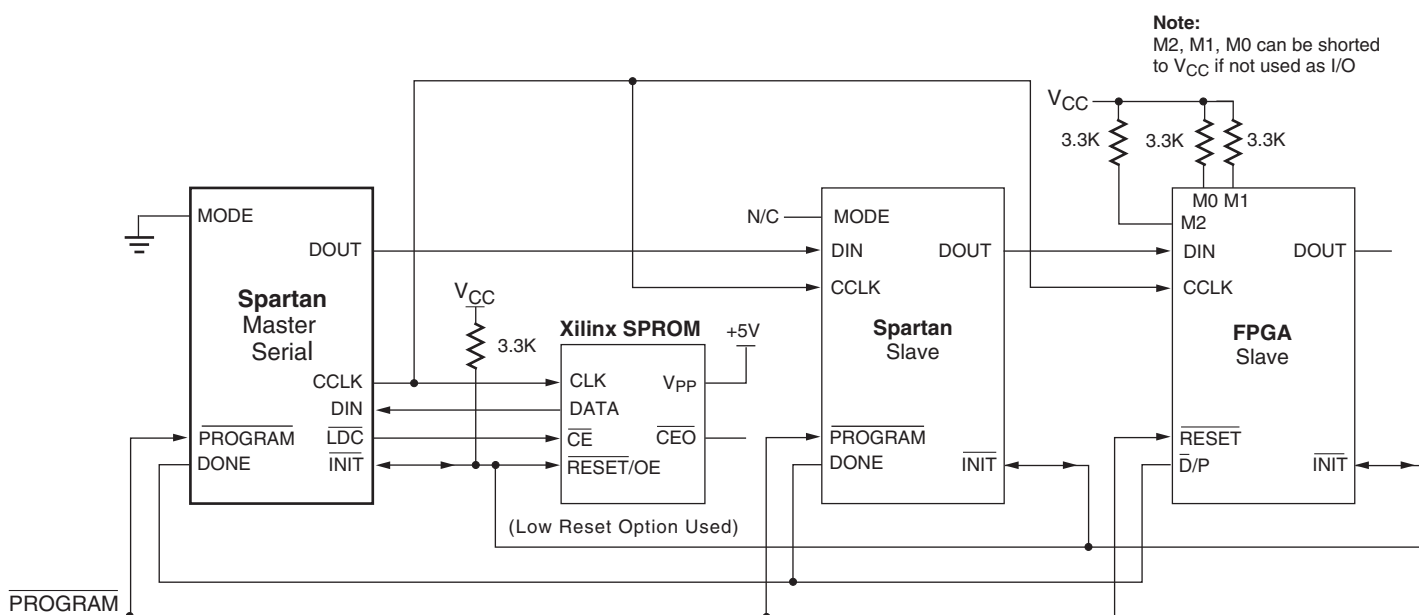 Note:
M2, M1, M0 can be shorted
to VCC if not used as I/O
VCC
3.3K
3.3K
3.3K
MODE
DOUT
Spartan
Master
Serial
CCLK
DIN
PROGRAM
LDC
DONE
INIT
VCC
3.3K
Xilinx SPROM
+5V
CLK
VPP
DATA
CE
CEO
RESET/OE
(Low Reset Option Used)
N/C
MODE
DIN
DOUT
CCLK
Spartan
Slave
PROGRAM
DONE
INIT
M0 M1
M2
DIN
DOUT
CCLK
FPGA
Slave
RESET
D/P
INIT
PROGRAM